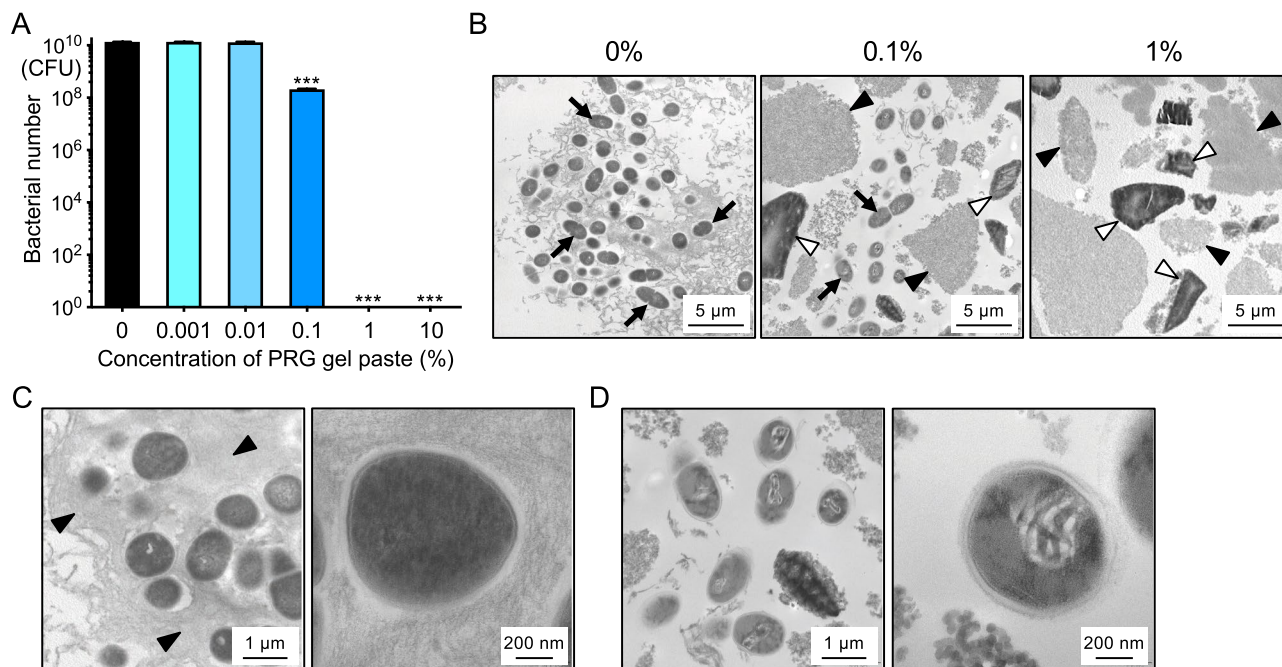 A
Bacterial number
(CFU)
10¹⁰
10⁸
10⁶
10⁴
10²
10⁰
***
***
***
0 0.001 0.01 0.1 1 10
Concentration of PRG gel paste (%)
B
0% 0.1% 1%
5 µm 5 µm 5 µm
C
1 µm 200 nm
D
1 µm 200 nm